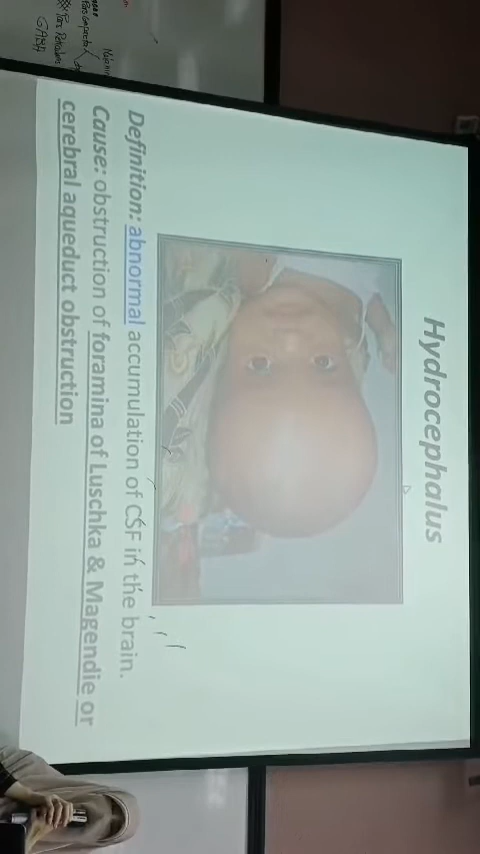 Hydrocephalus
Definition: abnormal accumulation of CSF in the brain.
Cause: obstruction of foramina of Luschka & Magendie or
cerebral aqueduct obstruction